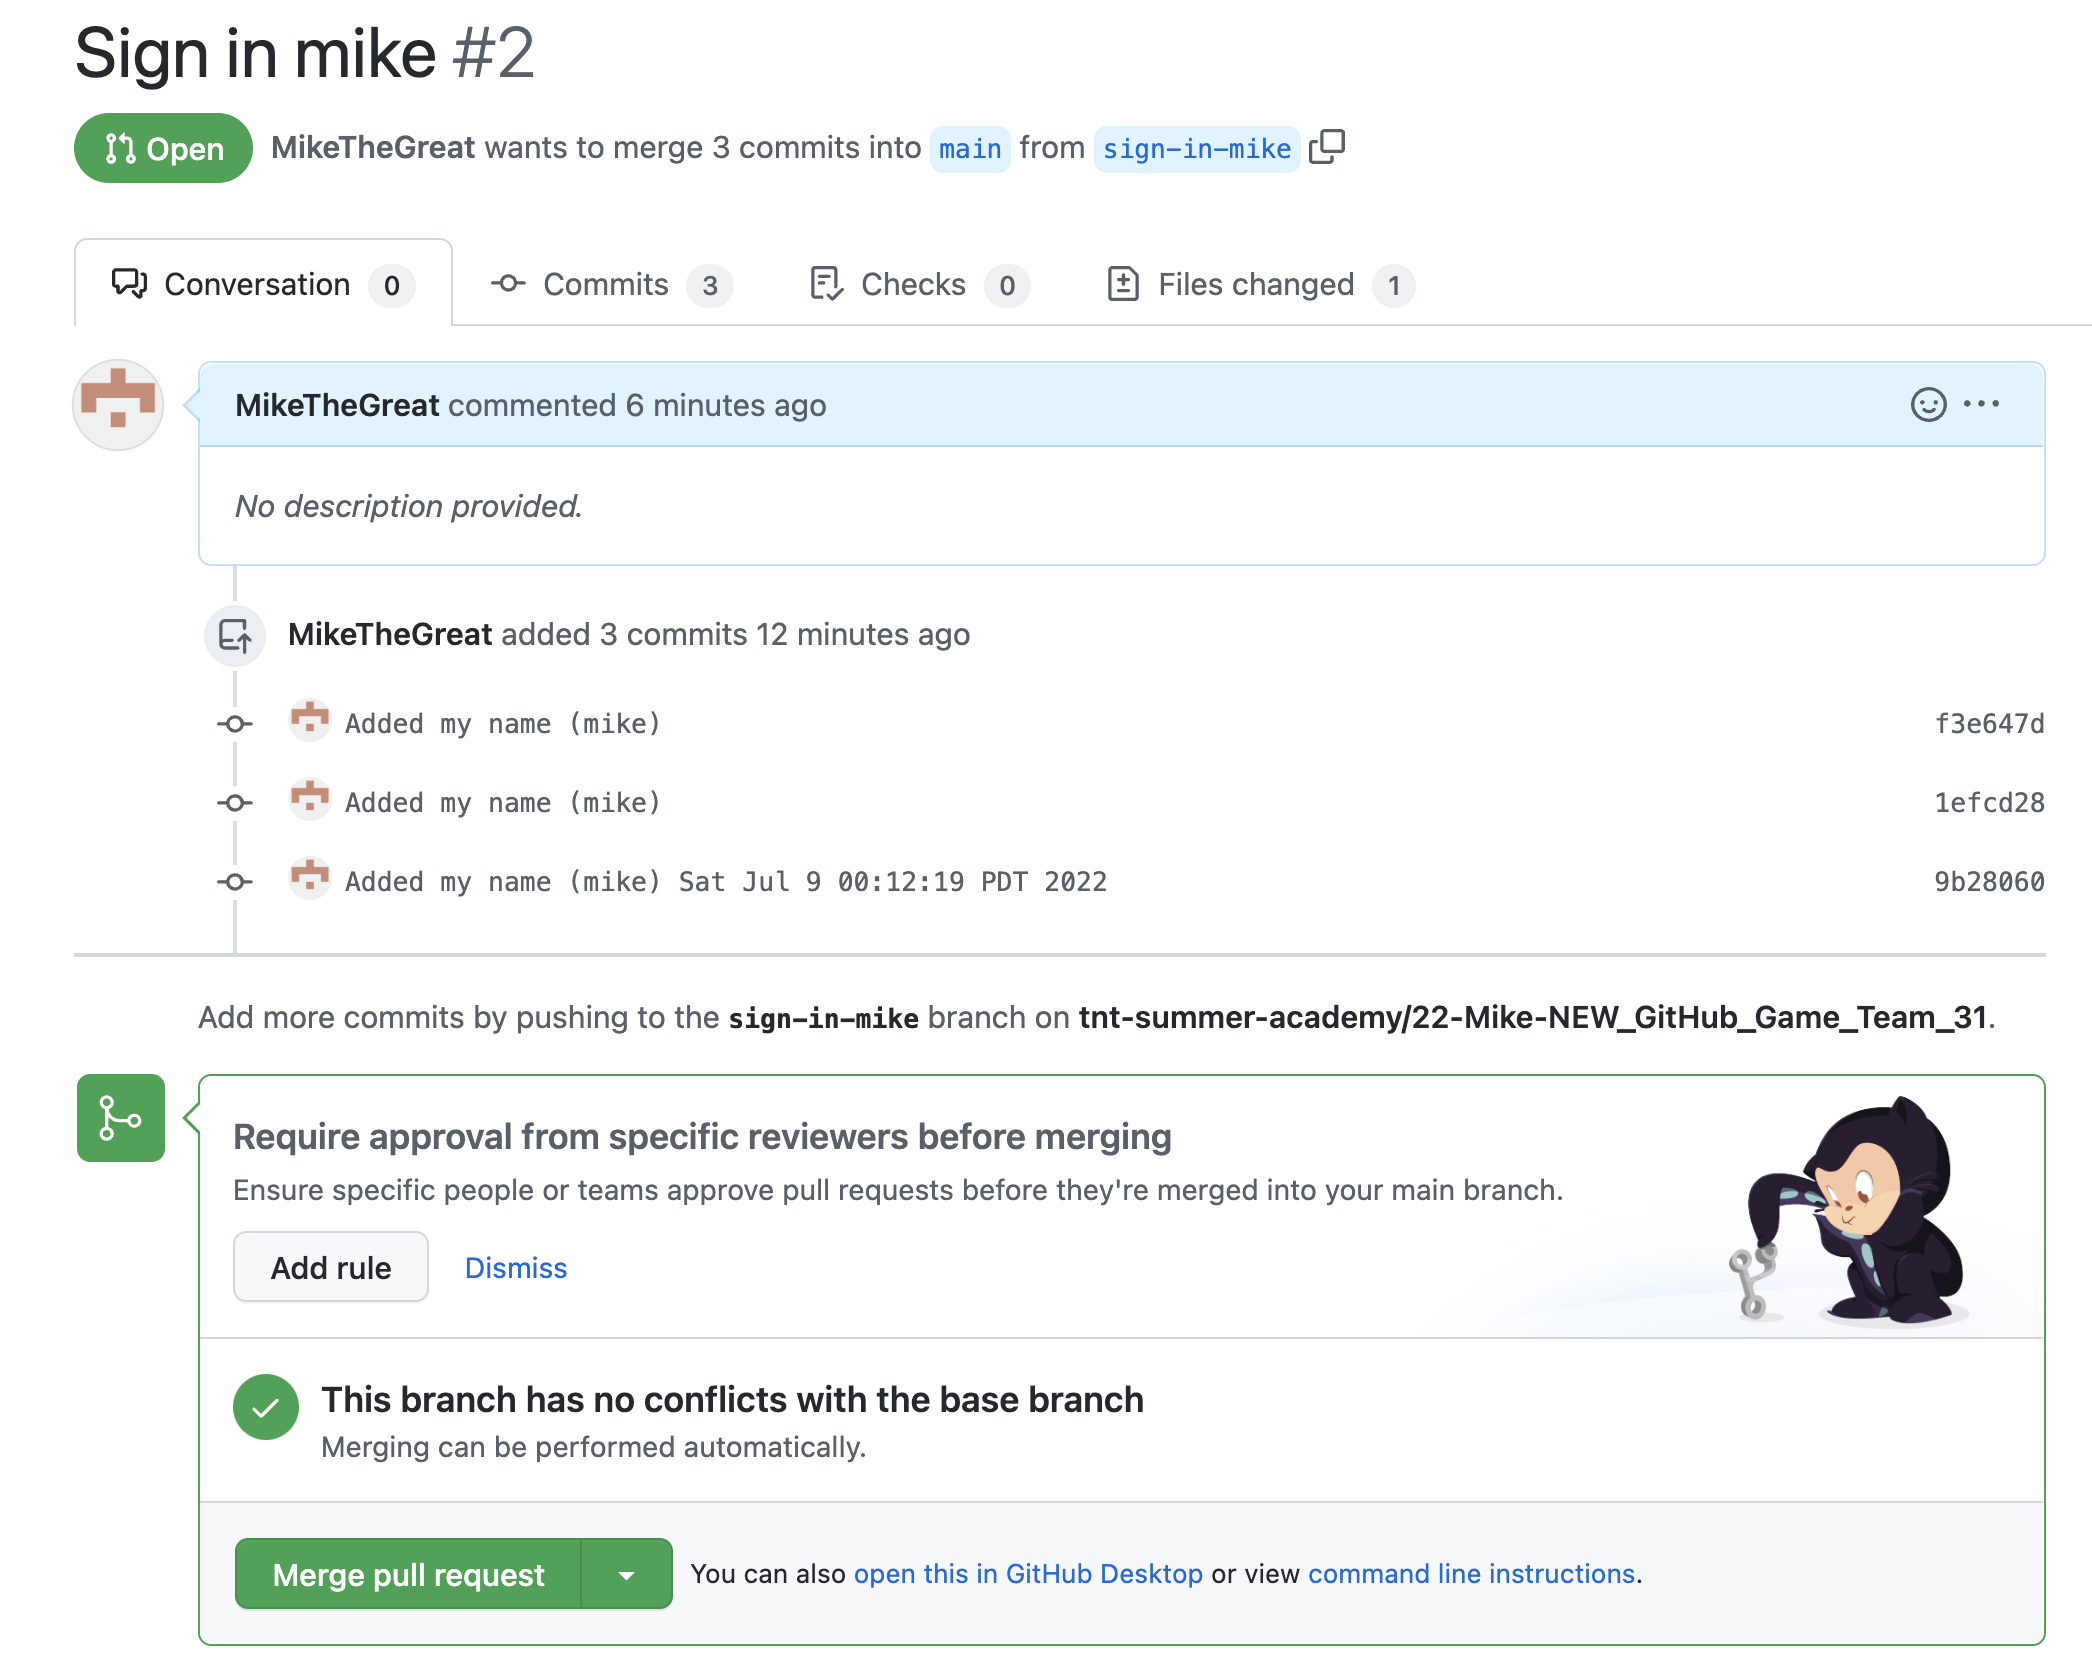 Sign in mike #2
Open MikeTheGreat wants to merge 3 commits into main from sign-in-mike
Conversation 0 Commits 3 Checks 0 Files changed 1
MikeTheGreat commented 6 minutes ago
No description provided.
MikeTheGreat added 3 commits 12 minutes ago
Added my name (mike) f3e647d
Added my name (mike) 1efcd28
Added my name (mike) Sat Jul 9 00:12:19 PDT 2022 9b28060
Add more commits by pushing to the sign-in-mike branch on tnt-summer-academy/22-Mike-NEW_GitHub_Game_Team_31.
Require approval from specific reviewers before merging
Ensure specific people or teams approve pull requests before they're merged into your main branch.
Add rule Dismiss
This branch has no conflicts with the base branch
Merging can be performed automatically.
Merge pull request You can also open this in GitHub Desktop or view command line instructions.